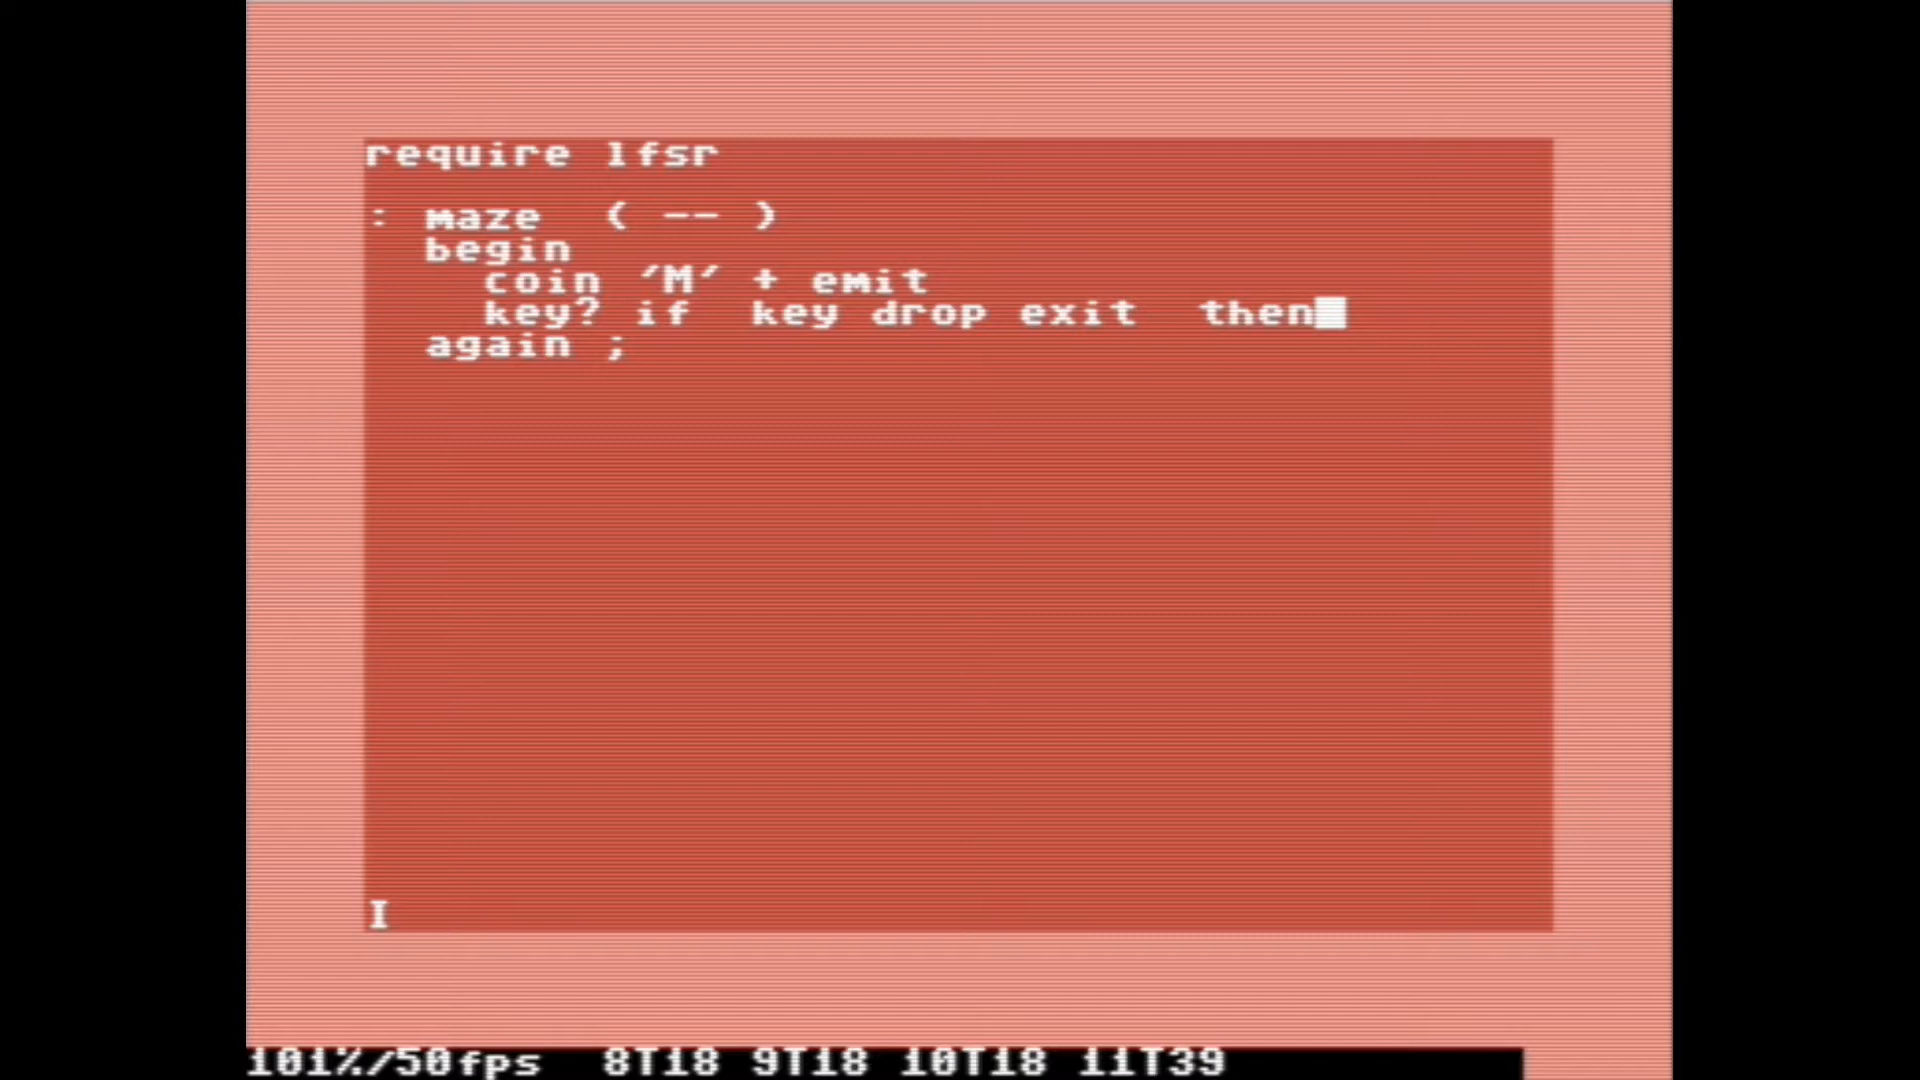 require lfsr
: maze  ( -- )
begin
coin 'M' + emit
key? if  key drop exit  then
again ;
I
101%/50fps  8T18 9T18 10T18 11T39